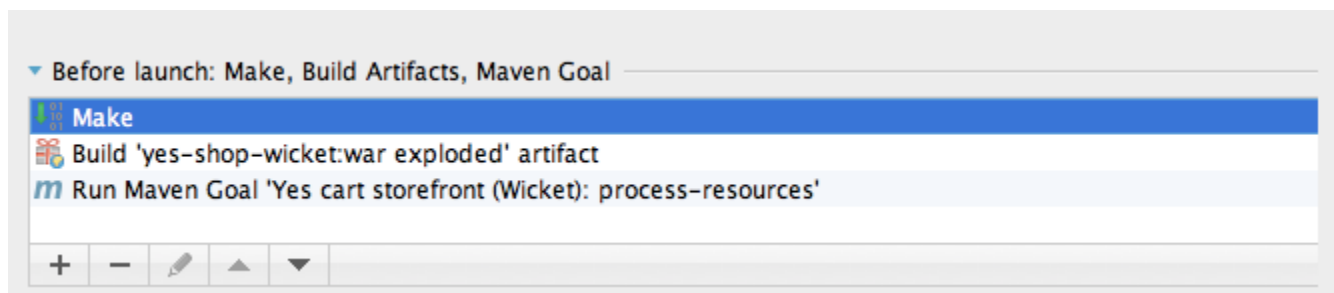 Before launch: Make, Build Artifacts, Maven Goal
Make
Build 'yes-shop-wicket:war exploded' artifact
m Run Maven Goal 'Yes cart storefront (Wicket): process-resources'